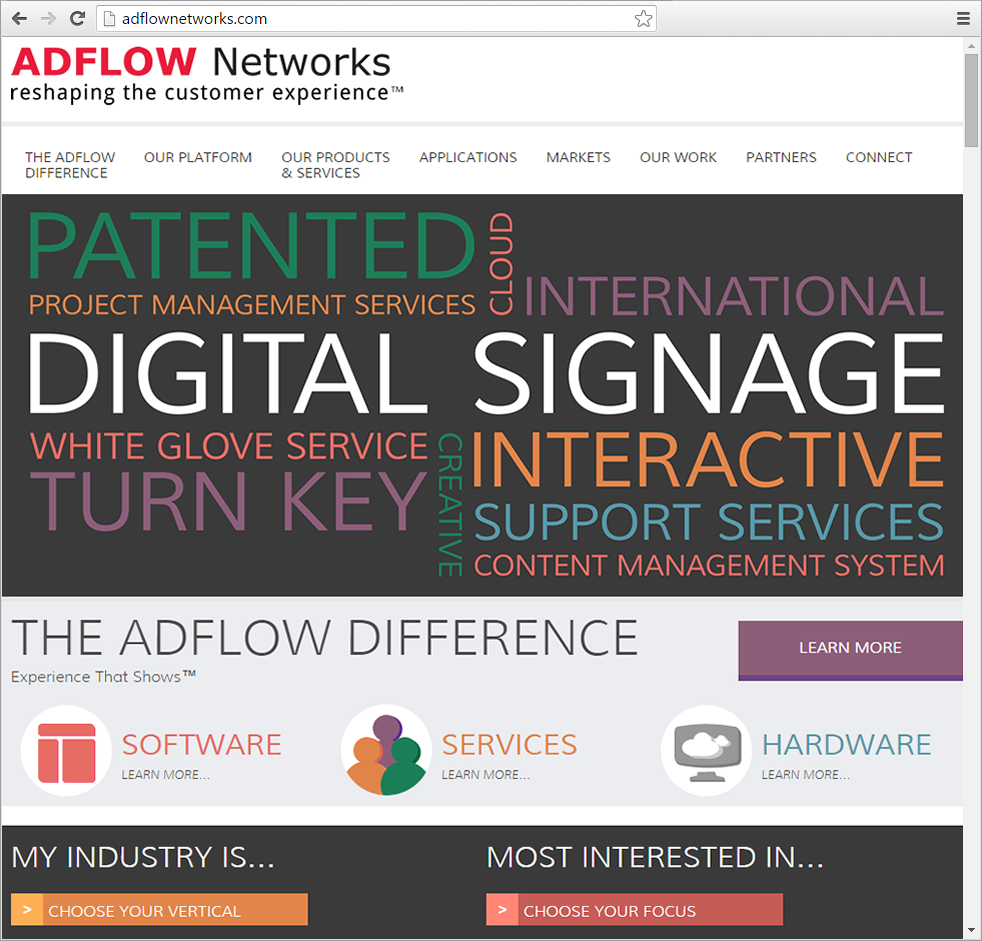 adflownetworks.com
ADFLOW Networks
reshaping the customer experience™
THE ADFLOW DIFFERENCE
OUR PLATFORM
OUR PRODUCTS & SERVICES
APPLICATIONS
MARKETS
OUR WORK
PARTNERS
CONNECT
PATENTED
CLOUD
PROJECT MANAGEMENT SERVICES
INTERNATIONAL
DIGITAL SIGNAGE
WHITE GLOVE SERVICE
TURN KEY
CREATIVE
INTERACTIVE
SUPPORT SERVICES
CONTENT MANAGEMENT SYSTEM
THE ADFLOW DIFFERENCE
Experience That Shows™
LEARN MORE
SOFTWARE
LEARN MORE...
SERVICES
LEARN MORE...
HARDWARE
LEARN MORE...
MY INDUSTRY IS...
> CHOOSE YOUR VERTICAL
MOST INTERESTED IN...
> CHOOSE YOUR FOCUS